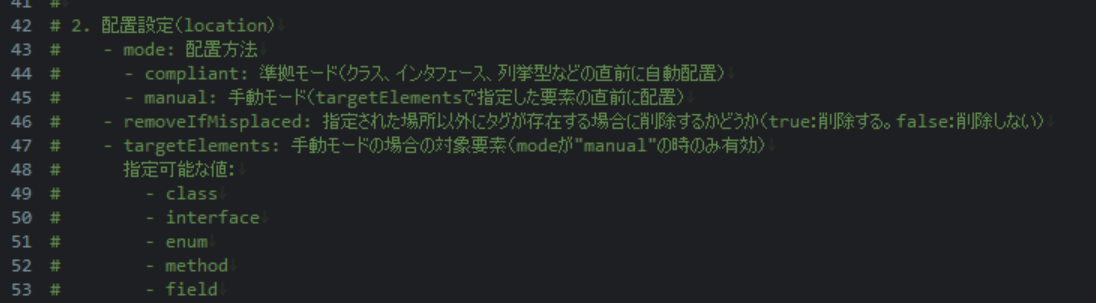 41 #
42 # 2. 配置設定(location)↓
43 #    - mode: 配置方法↓
44 #      - compliant: 準拠モード(クラス、インタフェース、列挙型などの直前に自動配置)↓
45 #      - manual: 手動モード(targetElementsで指定した要素の直前に配置)↓
46 #    - removeIfMisplaced: 指定された場所以外にタグが存在する場合に削除するかどうか(true:削除する。false:削除しない)↓
47 #    - targetElements: 手動モードの場合の対象要素(modeが"manual"の時のみ有効)↓
48 #      指定可能な値:↓
49 #        - class↓
50 #        - interface↓
51 #        - enum↓
52 #        - method↓
53 #        - field↓